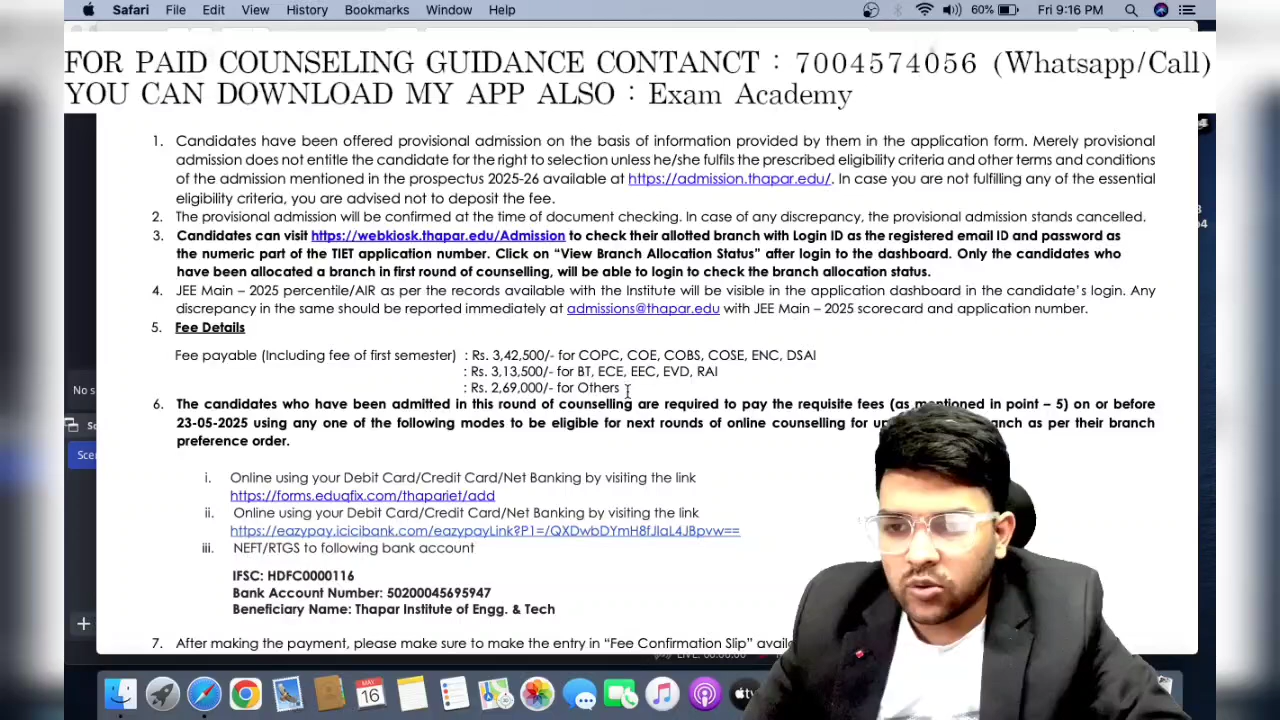 Safari File Edit View History Bookmarks Window Help 60% Fri 9:16 PM
FOR PAID COUNSELING GUIDANCE CONTANCT : 7004574056 (Whatsapp/Call)
YOU CAN DOWNLOAD MY APP ALSO : Exam Academy
1. Candidates have been offered provisional admission on the basis of information provided by them in the application form. Merely provisional
admission does not entitle the candidate for the right to selection unless he/she fulfils the prescribed eligibility criteria and other terms and conditions
of the admission mentioned in the prospectus 2025-26 available at https://admission.thapar.edu/. In case you are not fulfilling any of the essential
eligibility criteria, you are advised not to deposit the fee.
2. The provisional admission will be confirmed at the time of document checking. In case of any discrepancy, the provisional admission stands cancelled.
3. Candidates can visit https://webkiosk.thapar.edu/Admission to check their allotted branch with Login ID as the registered email ID and password as
the numeric part of the TIET application number. Click on “View Branch Allocation Status” after login to the dashboard. Only the candidates who
have been allocated a branch in first round of counselling, will be able to login to check the branch allocation status.
4. JEE Main – 2025 percentile/AIR as per the records available with the Institute will be visible in the application dashboard in the candidate’s login. Any
discrepancy in the same should be reported immediately at admissions@thapar.edu with JEE Main – 2025 scorecard and application number.
5. Fee Details
Fee payable (Including fee of first semester) : Rs. 3,42,500/- for COPC, COE, COBS, COSE, ENC, DSAI
: Rs. 3,13,500/- for BT, ECE, EEC, EVD, RAI
: Rs. 2,69,000/- for Others
No s
6. The candidates who have been admitted in this round of counselling are required to pay the requisite fees (as mentioned in point – 5) on or before
23-05-2025 using any one of the following modes to be eligible for next rounds of online counselling for up anch as per their branch
preference order.
Scen
i. Online using your Debit Card/Credit Card/Net Banking by visiting the link
https://forms.eduqfix.com/thapariet/add
ii. Online using your Debit Card/Credit Card/Net Banking by visiting the link
https://eazypay.icicibank.com/eazypayLink?P1=/QXDwbDYmH8fJlaL4JBpvw==
iii. NEFT/RTGS to following bank account
IFSC: HDFC0000116
Bank Account Number: 50200045695947
Beneficiary Name: Thapar Institute of Engg. & Tech
7. After making the payment, please make sure to make the entry in “Fee Confirmation Slip” avail
MAY
16
tv